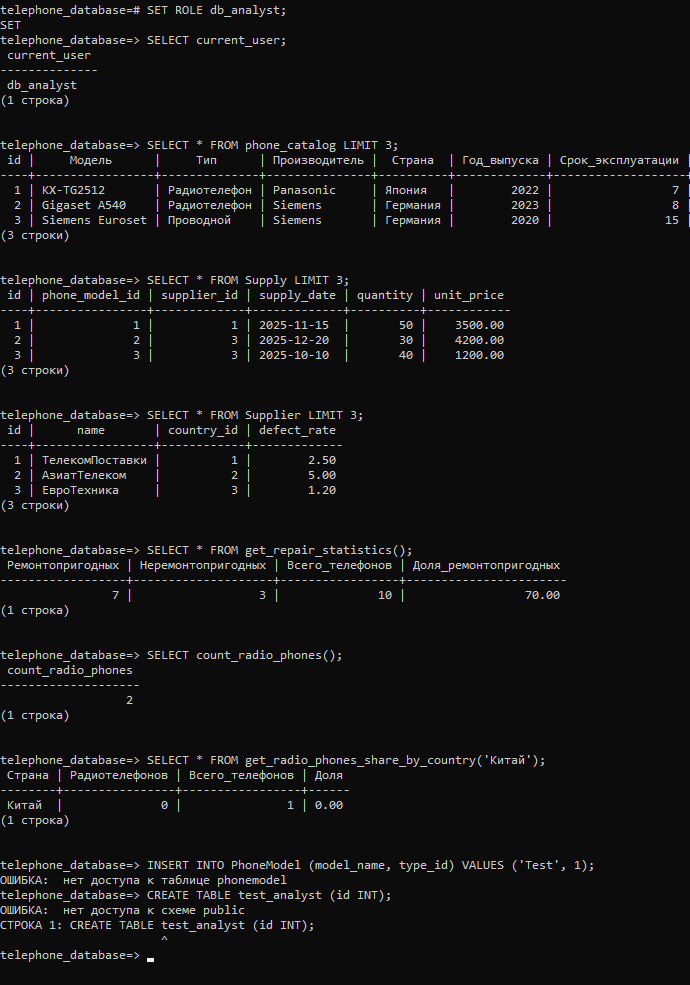 telephone_database=# SET ROLE db_analyst;
SET
telephone_database=> SELECT current_user;
 current_user
--------------
 db_analyst
(1 строка)
telephone_database=> SELECT * FROM phone_catalog LIMIT 3;
 id |     Модель     |     Тип      | Производитель |  Страна  | Год_выпуска | Срок_эксплуатации |
----+----------------+--------------+---------------+----------+-------------+-------------------+
  1 | KX-TG2512      | Радиотелефон | Panasonic     | Япония   |        2022 |                 7 |
  2 | Gigaset A540   | Радиотелефон | Siemens       | Германия |        2023 |                 8 |
  3 | Siemens Euroset | Проводной    | Siemens       | Германия |        2020 |                15 |
(3 строки)
telephone_database=> SELECT * FROM Supply LIMIT 3;
 id | phone_model_id | supplier_id | supply_date | quantity | unit_price
----+----------------+-------------+-------------+----------+------------
  1 |              1 |           1 | 2025-11-15  |       50 |    3500.00
  2 |              2 |           3 | 2025-12-20  |       30 |    4200.00
  3 |              3 |           3 | 2025-10-10  |       40 |    1200.00
(3 строки)
telephone_database=> SELECT * FROM Supplier LIMIT 3;
 id |      name       | country_id | defect_rate
----+-----------------+------------+-------------
  1 | ТелекомПоставки |          1 |        2.50
  2 | АзиатТелеком    |          2 |        5.00
  3 | ЕвроТехника     |          3 |        1.20
(3 строки)
telephone_database=> SELECT * FROM get_repair_statistics();
 Ремонтопригодных | Неремонтопригодных | Всего_телефонов | Доля_ремонтопригодных
------------------+--------------------+-----------------+-----------------------
                7 |                  3 |              10 |                 70.00
(1 строка)
telephone_database=> SELECT count_radio_phones();
 count_radio_phones
--------------------
                  2
(1 строка)
telephone_database=> SELECT * FROM get_radio_phones_share_by_country('Китай');
 Страна | Радиотелефонов | Всего_телефонов | Доля
--------+----------------+-----------------+------
 Китай  |              0 |               1 | 0.00
(1 строка)
telephone_database=> INSERT INTO PhoneModel (model_name, type_id) VALUES ('Test', 1);
ОШИБКА:  нет доступа к таблице phonemodel
telephone_database=> CREATE TABLE test_analyst (id INT);
ОШИБКА:  нет доступа к схеме public
СТРОКА 1: CREATE TABLE test_analyst (id INT);
                       ^
telephone_database=>